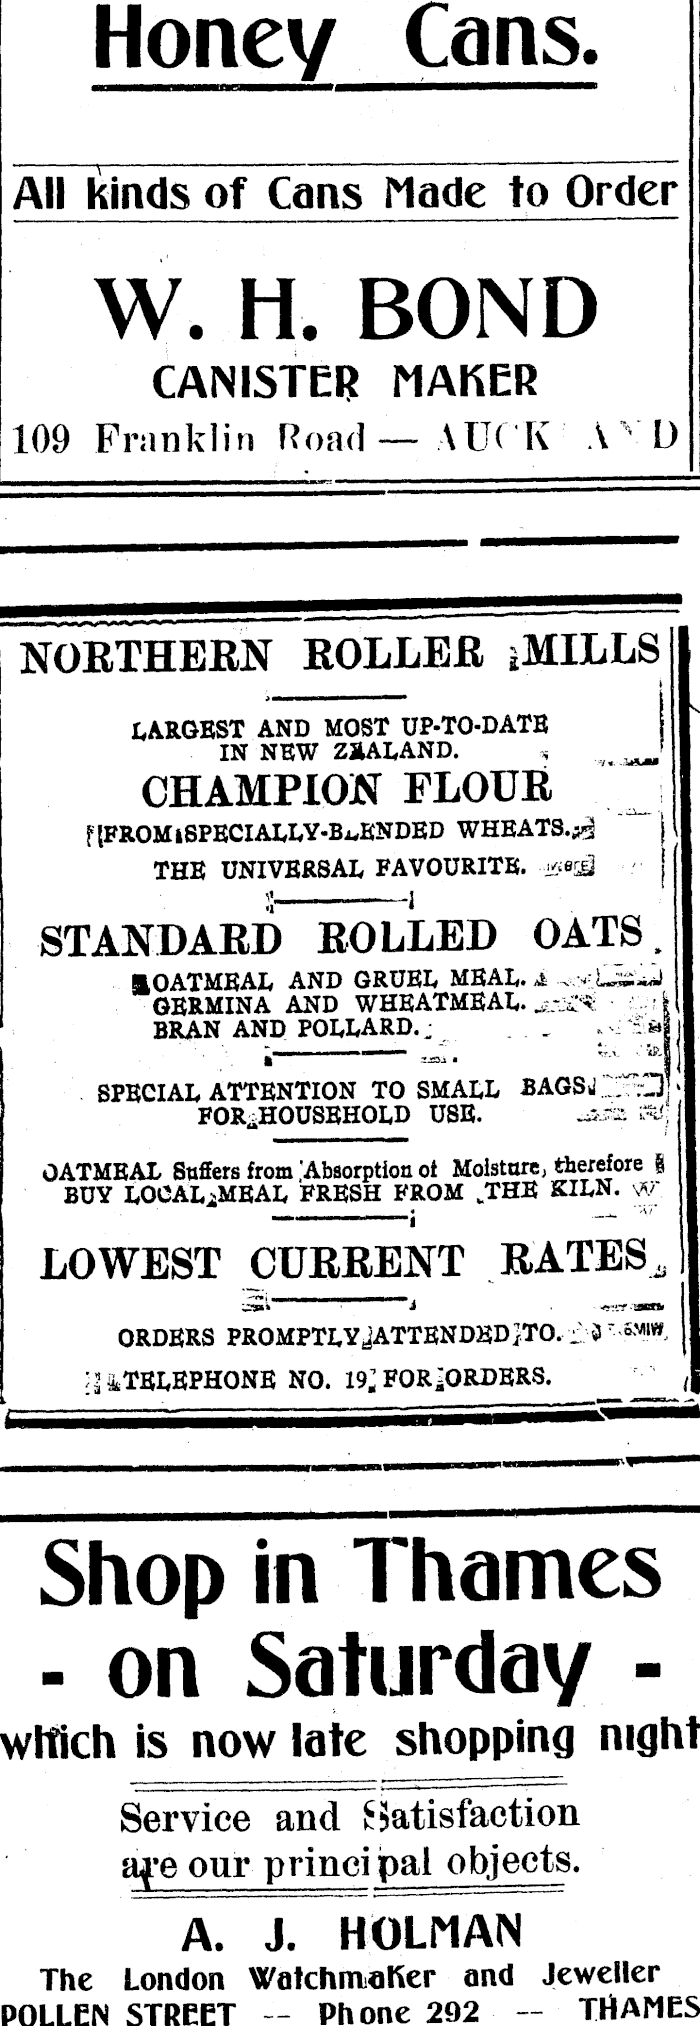 Honey Cans.
All kinds of Cans Made to Order
W. H. BOND
CANISTER MAKER
109 Franklin Road — AUCKLAND
NORTHERN ROLLER MILLS
LARGEST AND MOST UP-TO-DATE
IN NEW ZEALAND.
CHAMPION FLOUR
FROM SPECIALLY-BLENDED WHEATS.
THE UNIVERSAL FAVOURITE.
STANDARD ROLLED OATS
OATMEAL AND GRUEL MEAL.
GERMINA AND WHEATMEAL.
BRAN AND POLLARD.
SPECIAL ATTENTION TO SMALL BAGS
FOR HOUSEHOLD USE.
OATMEAL Suffers from Absorption of Moisture, therefore
BUY LOCAL MEAL FRESH FROM THE KILN.
LOWEST CURRENT RATES
ORDERS PROMPTLY ATTENDED TO.
TELEPHONE NO. 19 FOR ORDERS.
Shop in Thames
- on Saturday -
which is now late shopping night
Service and Satisfaction
are our principal objects.
A. J. HOLMAN
The London Watchmaker and Jeweller
POLLEN STREET -- Phone 292 -- THAMES